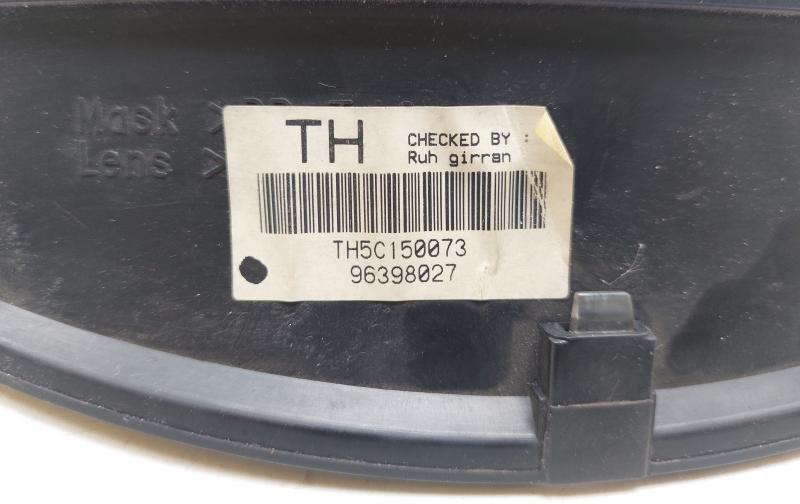 Mask >
Lens >
TH
CHECKED BY :
Ruh girran
TH5C150073
96398027